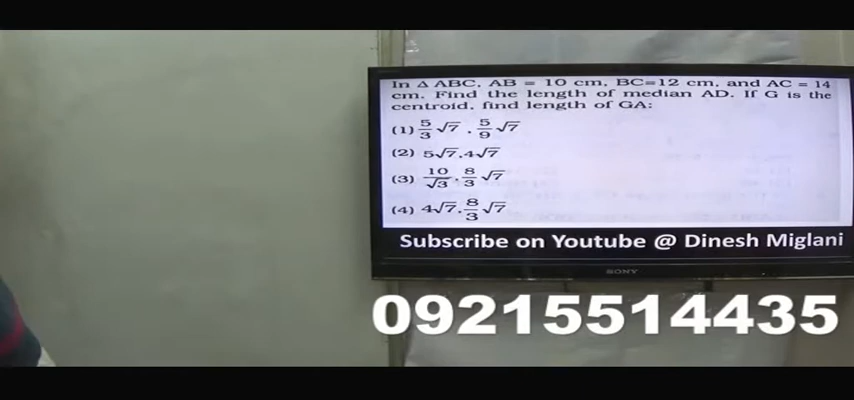 In Δ ABC, AB = 10 cm, BC=12 cm, and AC = 14
cm. Find the length of median AD. If G is the
centroid, find length of GA:
(1) 5/3 √7 , 5/9 √7
(2) 5√7, 4√7
(3) 10/√3 , 8/3 √7
(4) 4√7, 8/3 √7
Subscribe on Youtube @ Dinesh Miglani
SONY
09215514435